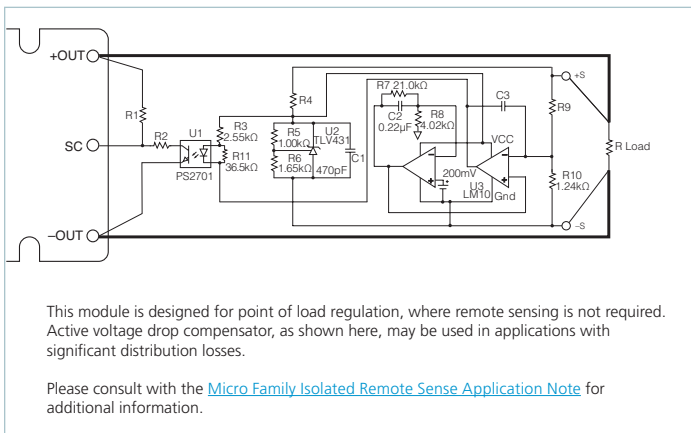 +OUT
R1
SC
R2
U1
PS2701
−OUT
R3
2.55kΩ
R11
36.5kΩ
R4
R5
1.00kΩ
R6
1.65kΩ
U2
TLV431
470pF
C1
R7 21.0kΩ
C2
0.22µF
R8
4.02kΩ
C3
VCC
200mV
U3
LM10
Gnd
+S
R9
R10
1.24kΩ
−S
R Load
This module is designed for point of load regulation, where remote sensing is not required.
Active voltage drop compensator, as shown here, may be used in applications with
significant distribution losses.
Please consult with the Micro Family Isolated Remote Sense Application Note for
additional information.